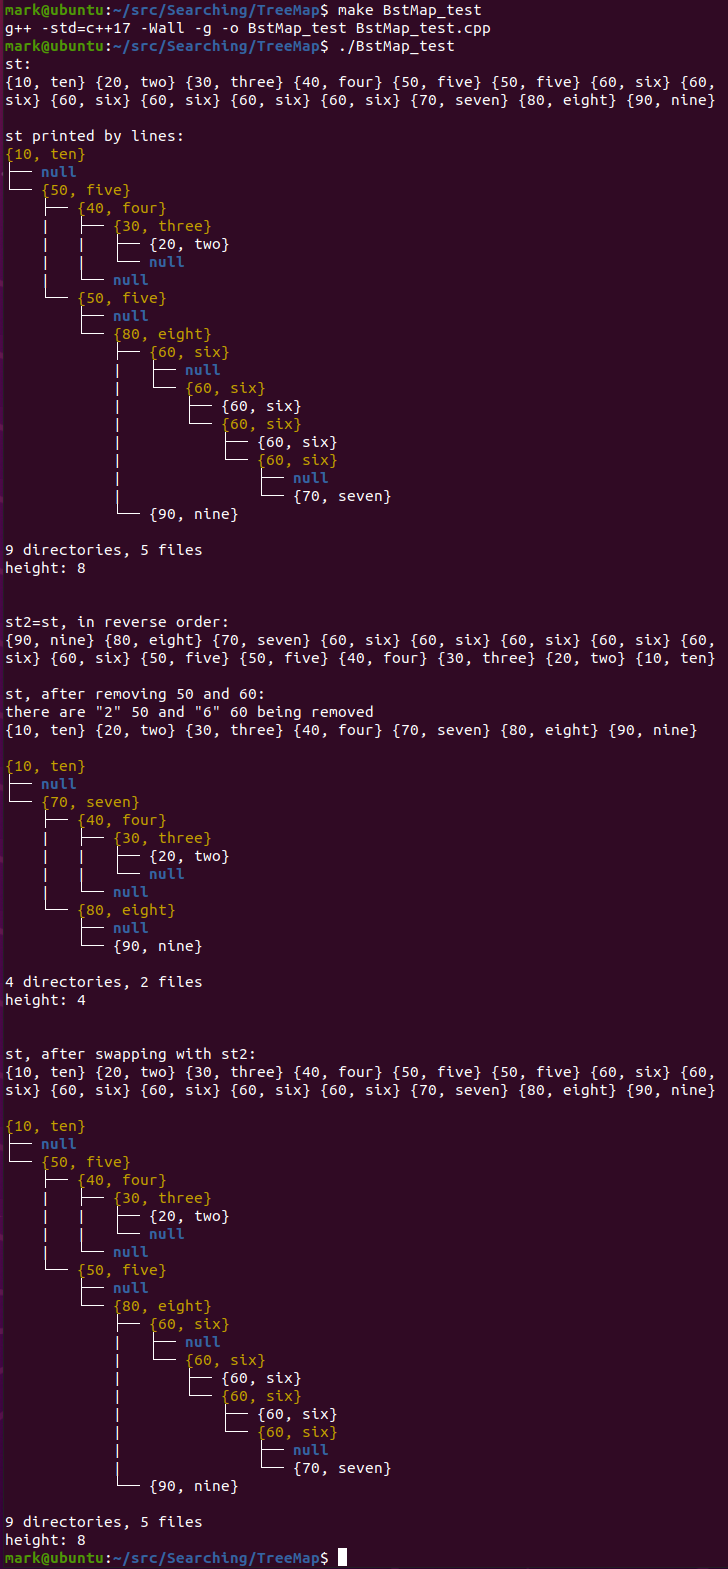 mark@ubuntu:~/src/Searching/TreeMap$ make BstMap_test
g++ -std=c++17 -Wall -g -o BstMap_test BstMap_test.cpp
mark@ubuntu:~/src/Searching/TreeMap$ ./BstMap_test
st:
{10, ten} {20, two} {30, three} {40, four} {50, five} {50, five} {60, six} {60,
six} {60, six} {60, six} {60, six} {60, six} {70, seven} {80, eight} {90, nine}

st printed by lines:
{10, ten}
├── null
└── {50, five}
    ├── {40, four}
    |   ├── {30, three}
    |   |   ├── {20, two}
    |   |   └── null
    |   └── null
    └── {50, five}
        ├── null
        └── {80, eight}
            ├── {60, six}
            |   ├── null
            |   └── {60, six}
            |       ├── {60, six}
            |       └── {60, six}
            |           ├── {60, six}
            |           └── {60, six}
            |               ├── null
            |               └── {70, seven}
            └── {90, nine}

9 directories, 5 files
height: 8


st2=st, in reverse order:
{90, nine} {80, eight} {70, seven} {60, six} {60, six} {60, six} {60, six} {60,
six} {60, six} {50, five} {50, five} {40, four} {30, three} {20, two} {10, ten}

st, after removing 50 and 60:
there are "2" 50 and "6" 60 being removed
{10, ten} {20, two} {30, three} {40, four} {70, seven} {80, eight} {90, nine}

{10, ten}
├── null
└── {70, seven}
    ├── {40, four}
    |   ├── {30, three}
    |   |   ├── {20, two}
    |   |   └── null
    |   └── null
    └── {80, eight}
        ├── null
        └── {90, nine}

4 directories, 2 files
height: 4


st, after swapping with st2:
{10, ten} {20, two} {30, three} {40, four} {50, five} {50, five} {60, six} {60,
six} {60, six} {60, six} {60, six} {60, six} {70, seven} {80, eight} {90, nine}

{10, ten}
├── null
└── {50, five}
    ├── {40, four}
    |   ├── {30, three}
    |   |   ├── {20, two}
    |   |   └── null
    |   └── null
    └── {50, five}
        ├── null
        └── {80, eight}
            ├── {60, six}
            |   ├── null
            |   └── {60, six}
            |       ├── {60, six}
            |       └── {60, six}
            |           ├── {60, six}
            |           └── {60, six}
            |               ├── null
            |               └── {70, seven}
            └── {90, nine}

9 directories, 5 files
height: 8
mark@ubuntu:~/src/Searching/TreeMap$